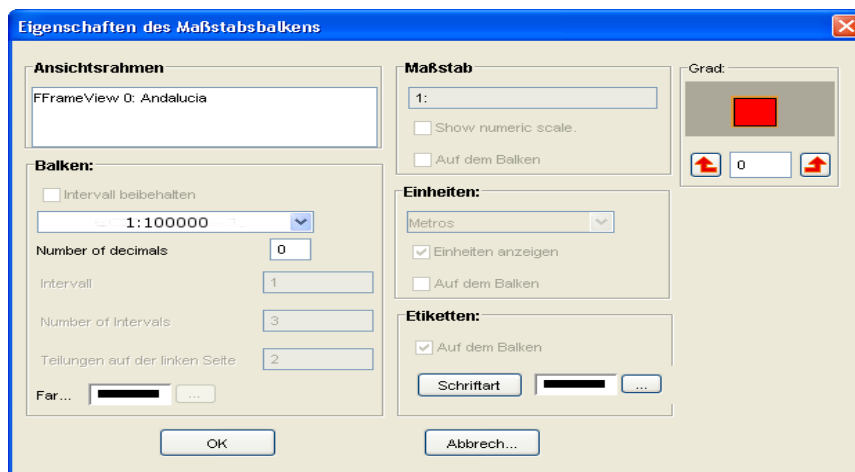 Eigenschaften des Maßstabsbalkens
Ansichtsrahmen
FFrameView 0: Andalucia
Balken:
Intervall beibehalten
1:100000
Number of decimals 0
Intervall 1
Number of Intervals 3
Teilungen auf der linken Seite 2
Far... ...
Maßstab
1:
Show numeric scale.
Auf dem Balken
Einheiten:
Metros
Einheiten anzeigen
Auf dem Balken
Etiketten:
Auf dem Balken
Schriftart ...
Grad:
0
OK Abbrech...